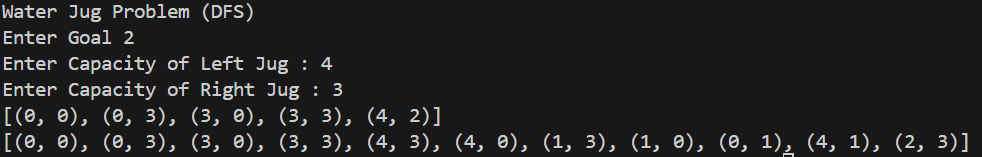 Water Jug Problem (DFS)
Enter Goal 2
Enter Capacity of Left Jug : 4
Enter Capacity of Right Jug : 3
[(0, 0), (0, 3), (3, 0), (3, 3), (4, 2)]
[(0, 0), (0, 3), (3, 0), (3, 3), (4, 3), (4, 0), (1, 3), (1, 0), (0, 1), (4, 1), (2, 3)]